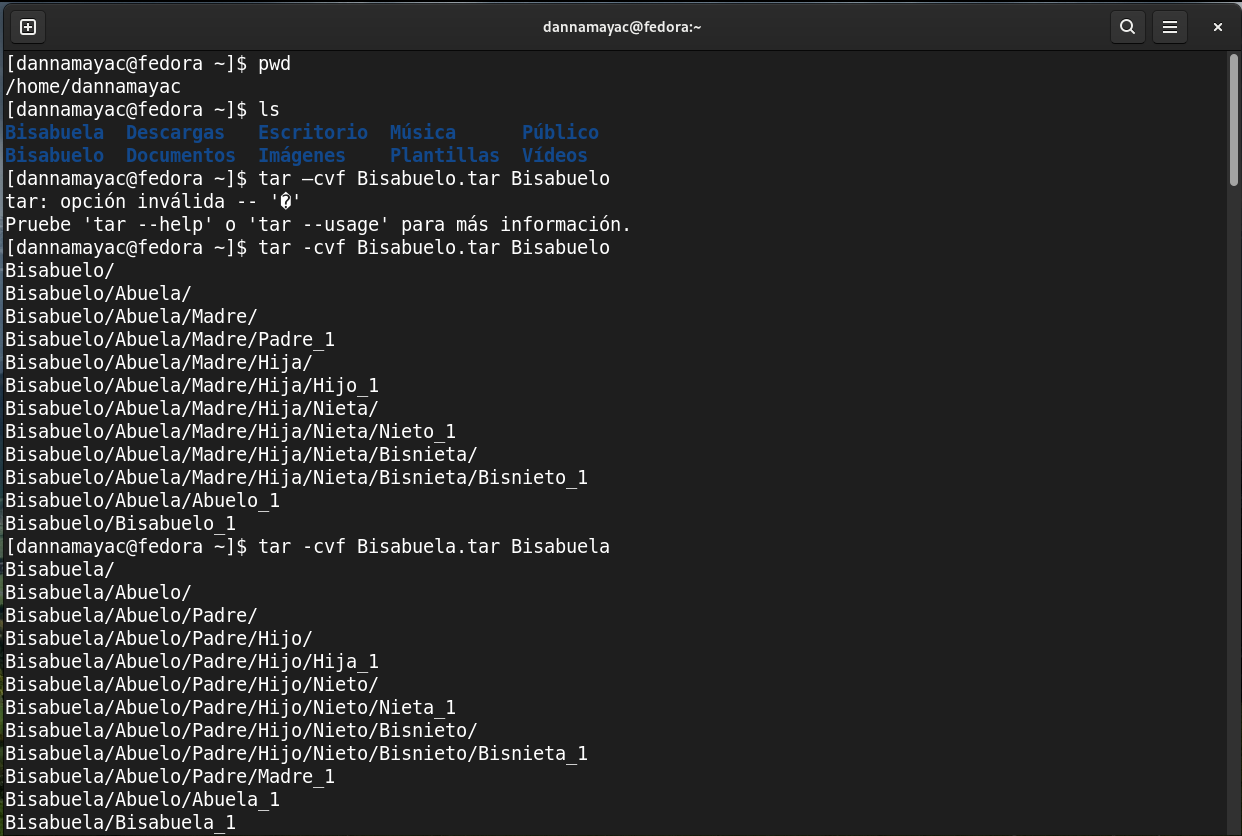 dannamayac@fedora:~
[dannamayac@fedora ~]$ pwd
/home/dannamayac
[dannamayac@fedora ~]$ ls
Bisabuela  Descargas   Escritorio  Música      Público
Bisabuelo  Documentos  Imágenes    Plantillas  Vídeos
[dannamayac@fedora ~]$ tar –cvf Bisabuelo.tar Bisabuelo
tar: opción inválida -- '�'
Pruebe 'tar --help' o 'tar --usage' para más información.
[dannamayac@fedora ~]$ tar -cvf Bisabuelo.tar Bisabuelo
Bisabuelo/
Bisabuelo/Abuela/
Bisabuelo/Abuela/Madre/
Bisabuelo/Abuela/Madre/Padre_1
Bisabuelo/Abuela/Madre/Hija/
Bisabuelo/Abuela/Madre/Hija/Hijo_1
Bisabuelo/Abuela/Madre/Hija/Nieta/
Bisabuelo/Abuela/Madre/Hija/Nieta/Nieto_1
Bisabuelo/Abuela/Madre/Hija/Nieta/Bisnieta/
Bisabuelo/Abuela/Madre/Hija/Nieta/Bisnieta/Bisnieto_1
Bisabuelo/Abuela/Abuelo_1
Bisabuelo/Bisabuelo_1
[dannamayac@fedora ~]$ tar -cvf Bisabuela.tar Bisabuela
Bisabuela/
Bisabuela/Abuelo/
Bisabuela/Abuelo/Padre/
Bisabuela/Abuelo/Padre/Hijo/
Bisabuela/Abuelo/Padre/Hijo/Hija_1
Bisabuela/Abuelo/Padre/Hijo/Nieto/
Bisabuela/Abuelo/Padre/Hijo/Nieto/Nieta_1
Bisabuela/Abuelo/Padre/Hijo/Nieto/Bisnieto/
Bisabuela/Abuelo/Padre/Hijo/Nieto/Bisnieto/Bisnieta_1
Bisabuela/Abuelo/Padre/Madre_1
Bisabuela/Abuelo/Abuela_1
Bisabuela/Bisabuela_1